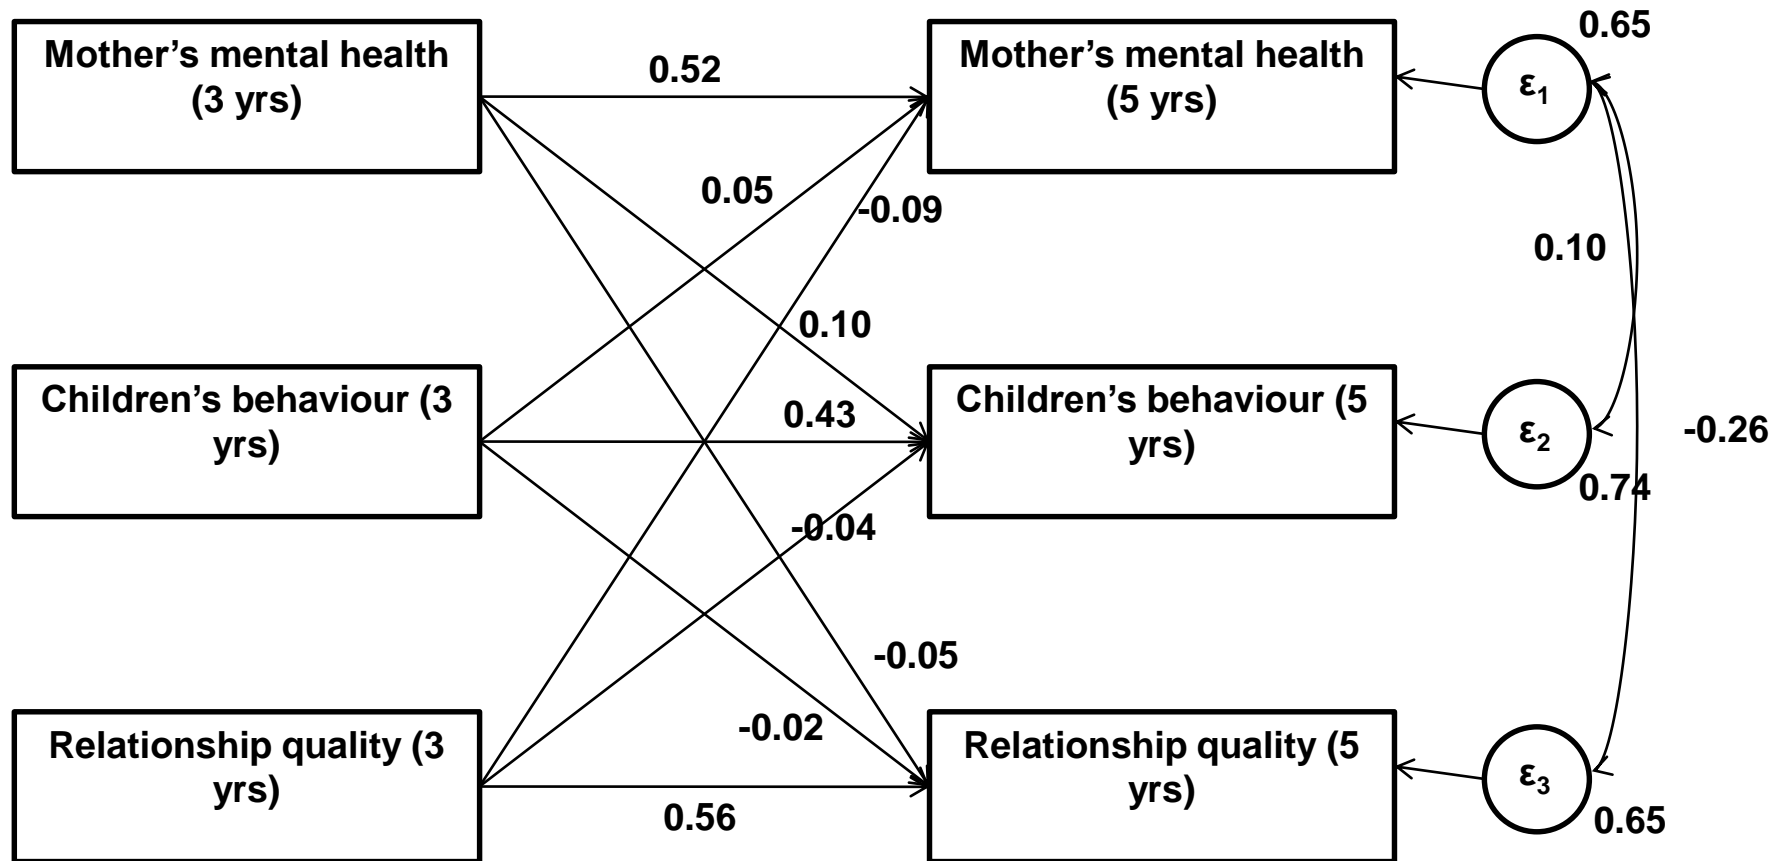 Mother’s mental health
(3 yrs)
0.52
Mother’s mental health
(5 yrs)
ε1
0.65
0.05
-0.09
0.10
0.10
Children’s behaviour (3
yrs)
0.43
Children’s behaviour (5
yrs)
ε2
0.74
-0.26
-0.04
-0.05
-0.02
Relationship quality (3
yrs)
0.56
Relationship quality (5
yrs)
ε3
0.65